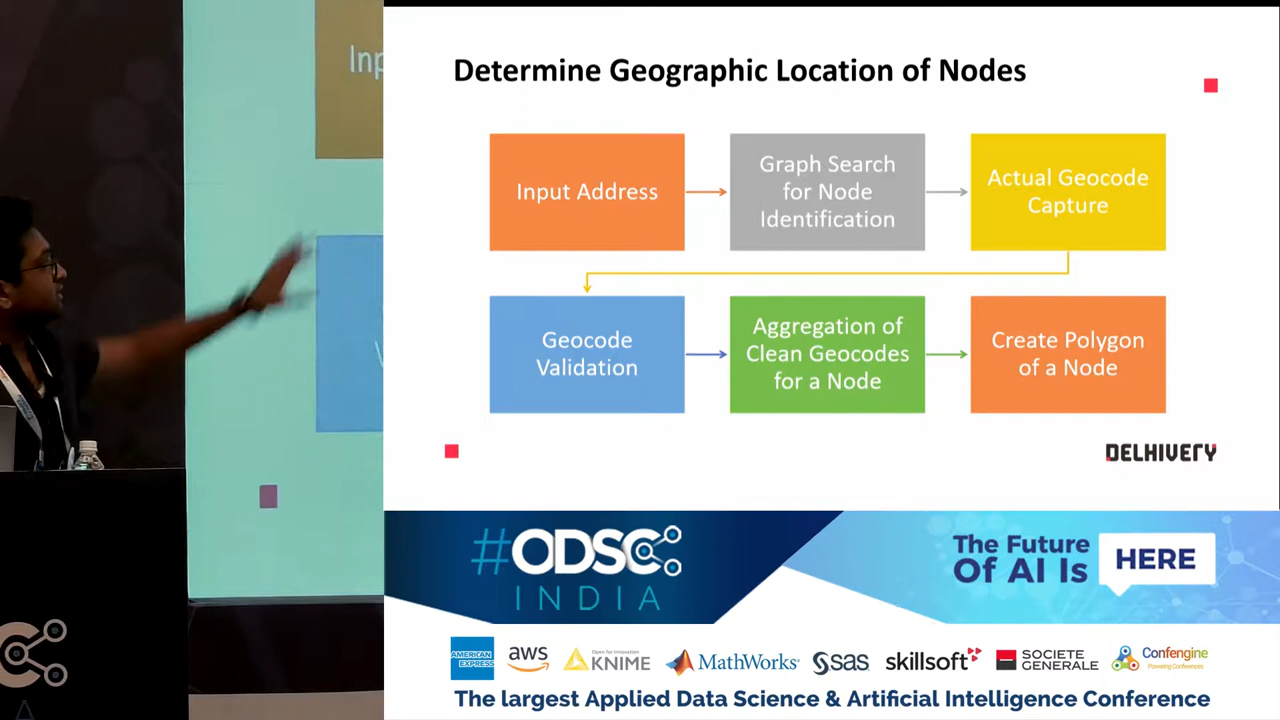 Inp
Determine Geographic Location of Nodes
Input Address
Graph Search
for Node
Identification
Actual Geocode
Capture
Geocode
Validation
Aggregation of
Clean Geocodes
for a Node
Create Polygon
of a Node
DELHIVERY
#ODSC
INDIA
The Future
Of AI Is
HERE
AMERICAN
EXPRESS
aws
Open for Innovation
KNIME
MathWorks®
sas
skillsoft
SOCIETE
GENERALE
Confengine
Powering Conferences
The largest Applied Data Science & Artificial Intelligence Conference